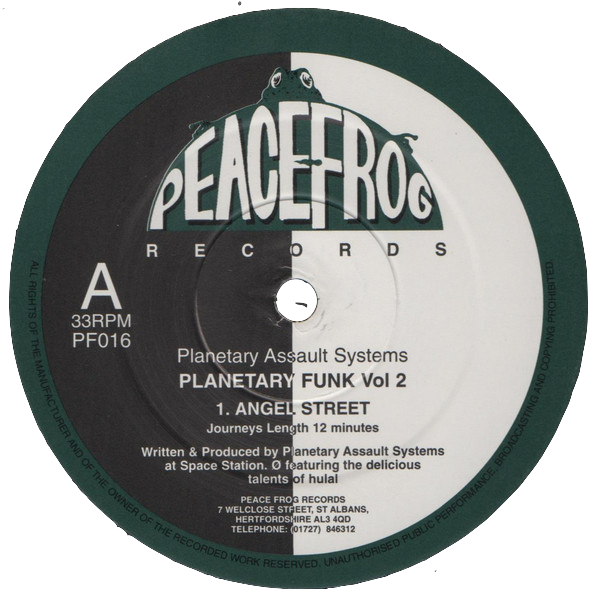 PEACEFROG
RECORDS
A
33RPM
PF016
Planetary Assault Systems
PLANETARY FUNK Vol 2
1. ANGEL STREET
Journeys Length 12 minutes
Written & Produced by Planetary Assault Systems
at Space Station. Ø featuring the delicious
talents of hulal
PEACE FROG RECORDS
7 WELCLOSE STREET, ST ALBANS,
HERTFORDSHIRE AL3 4QD
TELEPHONE: (01727) 846312
ALL RIGHTS OF THE MANUFACTURER AND OF THE OWNER OF THE RECORDED WORK RESERVED, UNAUTHORISED PUBLIC PERFORMANCE, BROADCASTING AND COPYING PROHIBITED.